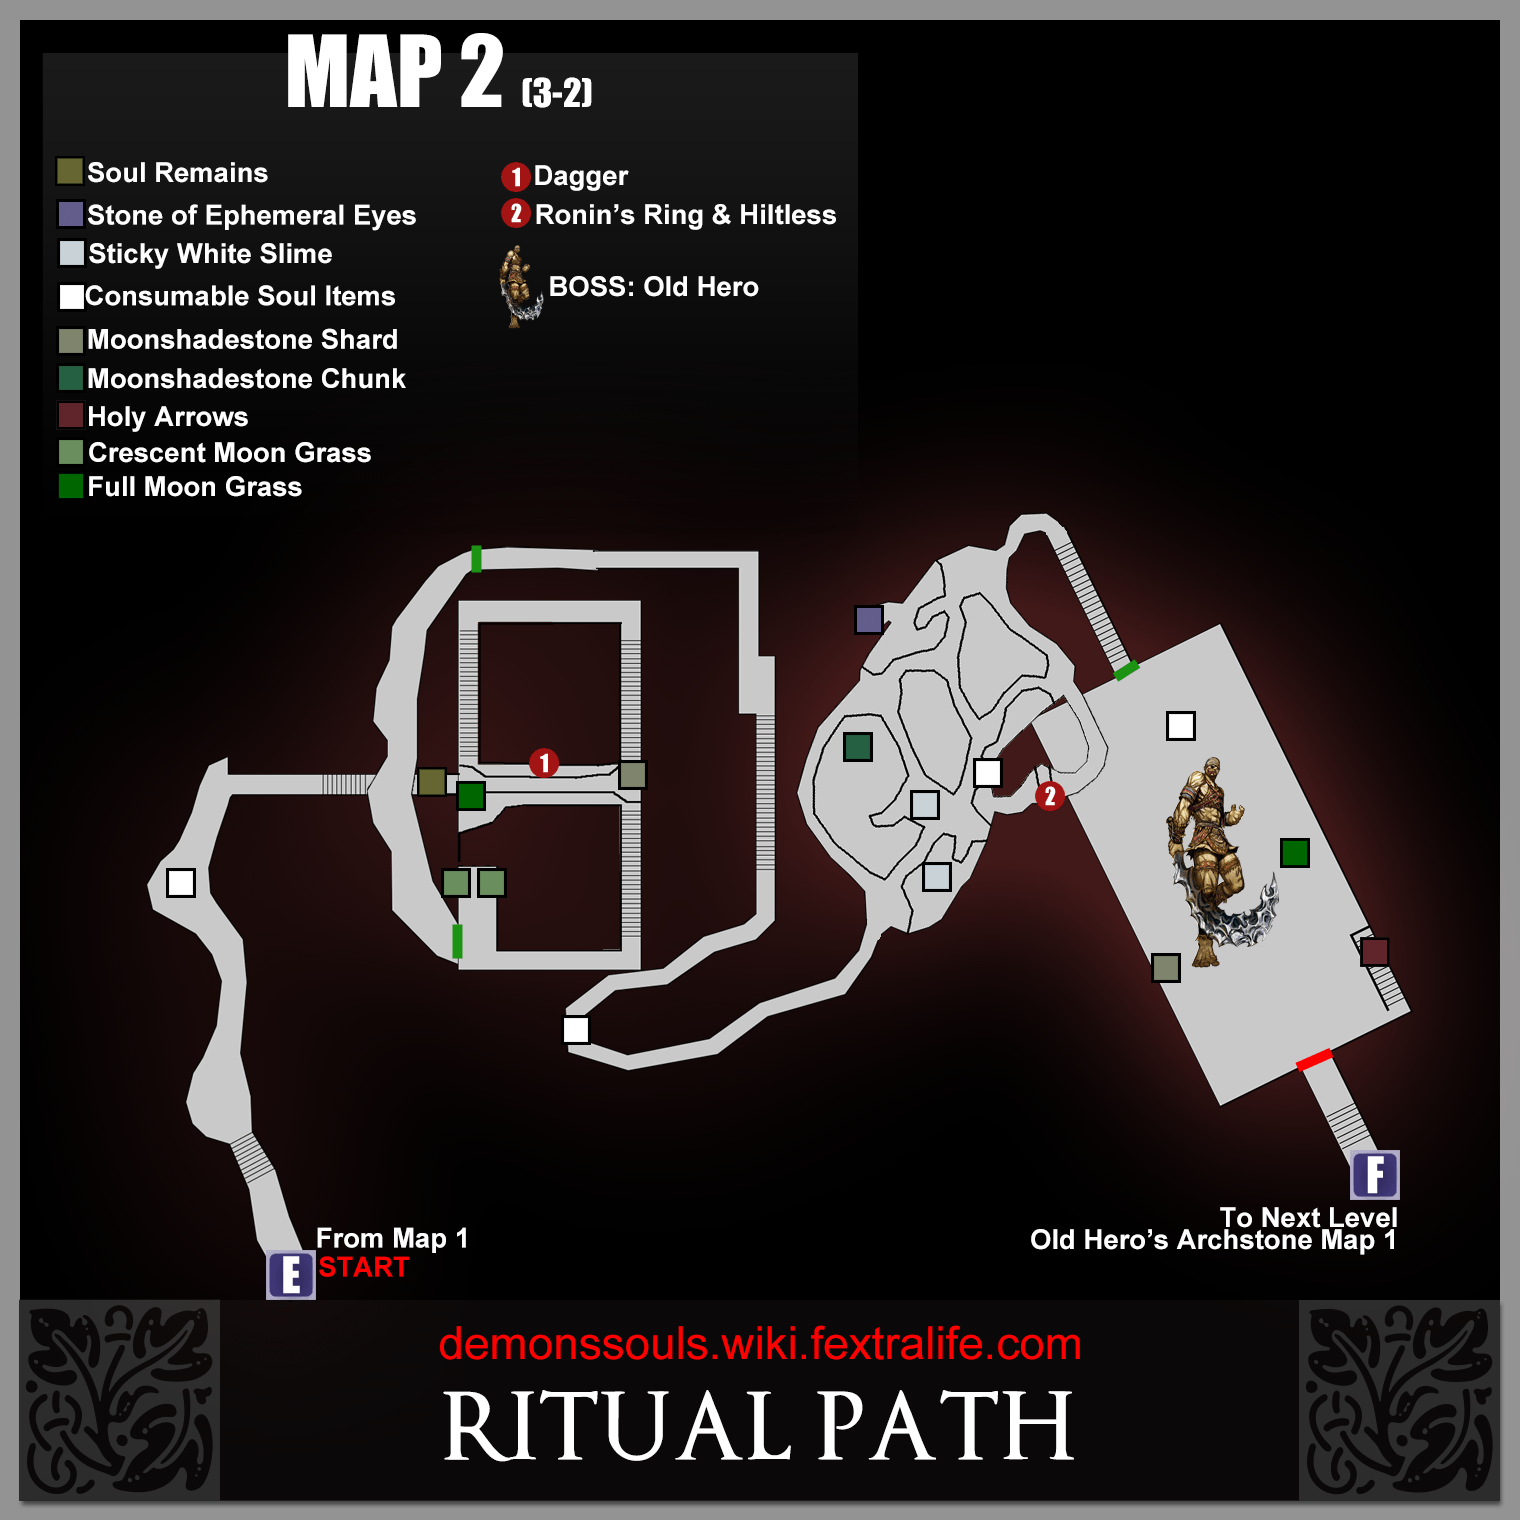 MAP 2 (3-2)
Soul Remains
Stone of Ephemeral Eyes
Sticky White Slime
Consumable Soul Items
Moonshadestone Shard
Moonshadestone Chunk
Holy Arrows
Crescent Moon Grass
Full Moon Grass
1 Dagger
2 Ronin’s Ring & Hiltless
BOSS: Old Hero
1
2
From Map 1
E START
F
To Next Level
Old Hero’s Archstone Map 1
demonssouls.wiki.fextralife.com
RITUAL PATH